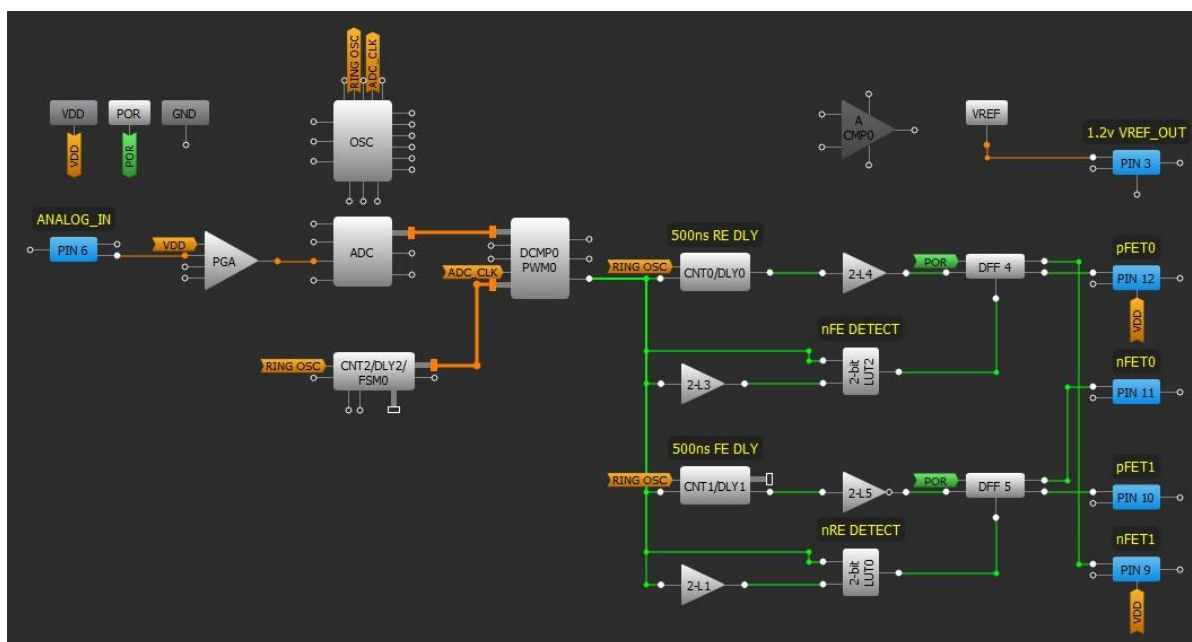 RING OSC
ADC_CLK
VDD
POR
GND
VDD
POR
OSC
A
CMP0
VREF
1.2v VREF_OUT
PIN 3
ANALOG_IN
PIN 6
VDD
PGA
ADC
DCMP0
PWM0
ADC_CLK
RING OSC
CNT2/DLY2/
FSM0
500ns RE DLY
RING OSC
CNT0/DLY0
2-L4
POR
DFF 4
pFET0
PIN 12
VDD
nFE DETECT
2-L3
2-bit
LUT2
nFET0
PIN 11
500ns FE DLY
RING OSC
CNT1/DLY1
2-L5
POR
DFF 5
pFET1
PIN 10
nRE DETECT
2-L1
2-bit
LUT0
nFET1
PIN 9
VDD